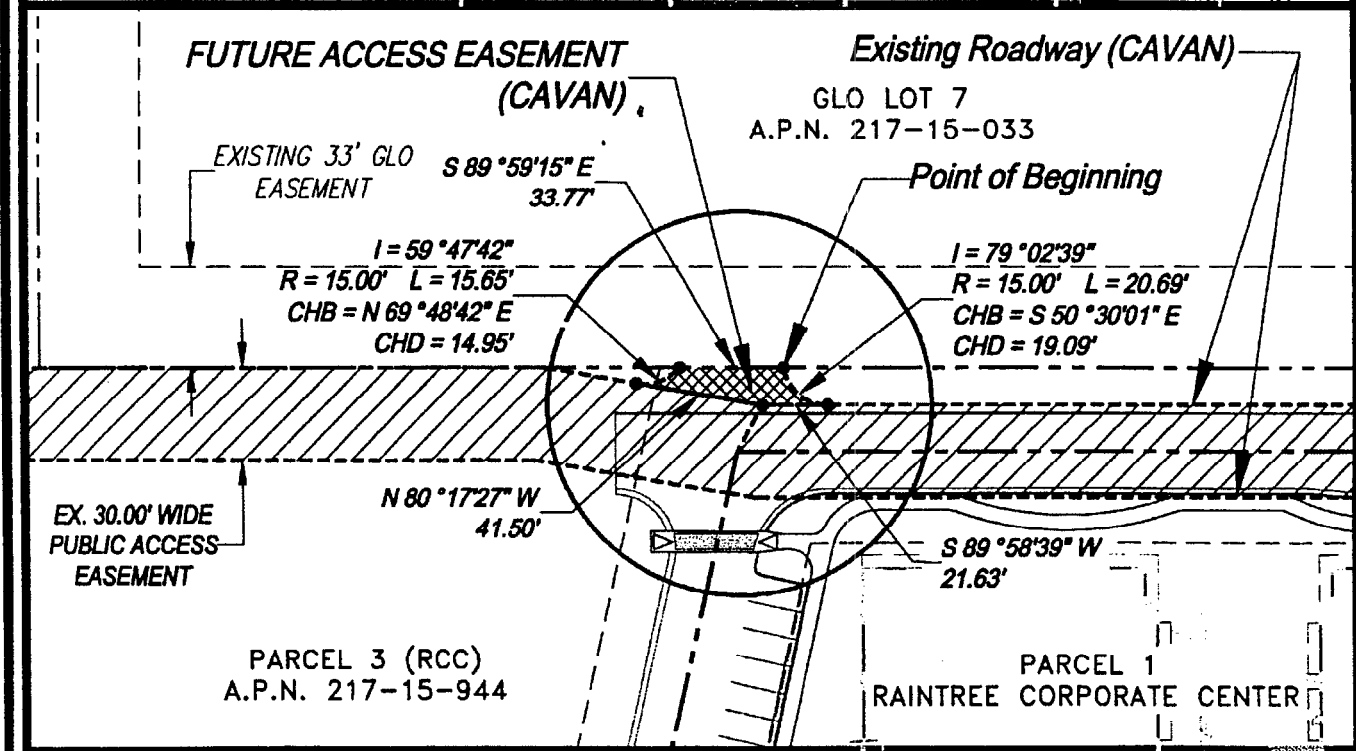 FUTURE ACCESS EASEMENT
(CAVAN)
Existing Roadway (CAVAN)
GLO LOT 7
A.P.N. 217-15-033
EXISTING 33' GLO
EASEMENT
S 89 °59'15" E
33.77'
Point of Beginning
I = 59 °47'42"
R = 15.00' L = 15.65'
CHB = N 69 °48'42" E
CHD = 14.95'
I = 79 °02'39"
R = 15.00' L = 20.69'
CHB = S 50 °30'01" E
CHD = 19.09'
N 80 °17'27" W
41.50'
EX. 30.00' WIDE
PUBLIC ACCESS
EASEMENT
S 89 °58'39" W
21.63'
PARCEL 3 (RCC)
A.P.N. 217-15-944
PARCEL 1
RAINTREE CORPORATE CENTER